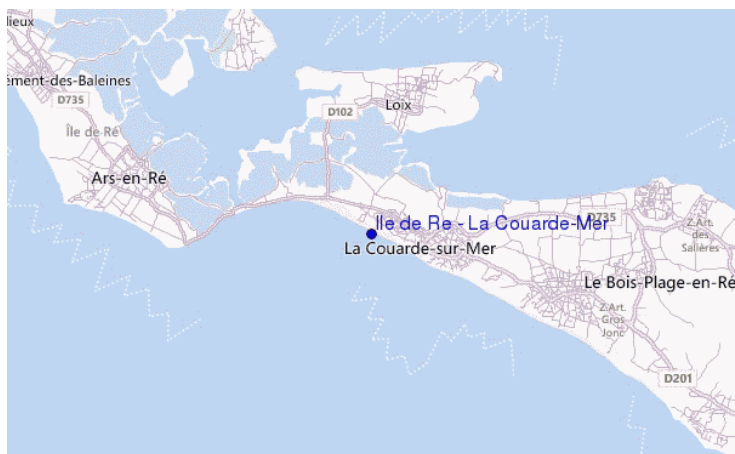 lieux
ément-des-Baleines
D735
Île de Ré
Ars-en-Ré
D102
Loix
Ile de Re - La Couarde-Mer
D735
La Couarde-sur-Mer
Z.Art.
des
Salières
Le Bois-Plage-en-Ré
Z.Art.
Gros
Jonc
D201